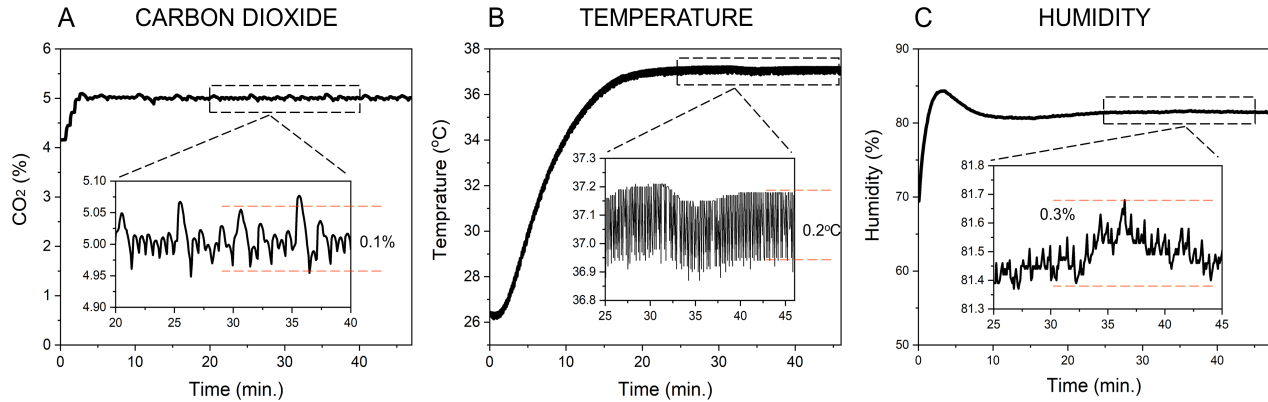 A CARBON DIOXIDE
6
5
4
3
2
1
0
CO₂ (%)
0 10 20 30 40
Time (min.)
5.10
5.05
5.00
4.95
4.90
20 25 30 35 40
0.1%
B TEMPERATURE
38
36
34
32
30
28
26
Temprature (°C)
0 10 20 30 40
Time (min.)
37.3
37.2
37.1
37.0
36.9
36.8
25 30 35 40 45
0.2°C
C HUMIDITY
90
80
70
60
50
Humidity (%)
0 10 20 30 40
Time (min.)
81.8
81.7
81.6
81.5
81.4
81.3
25 30 35 40 45
0.3%